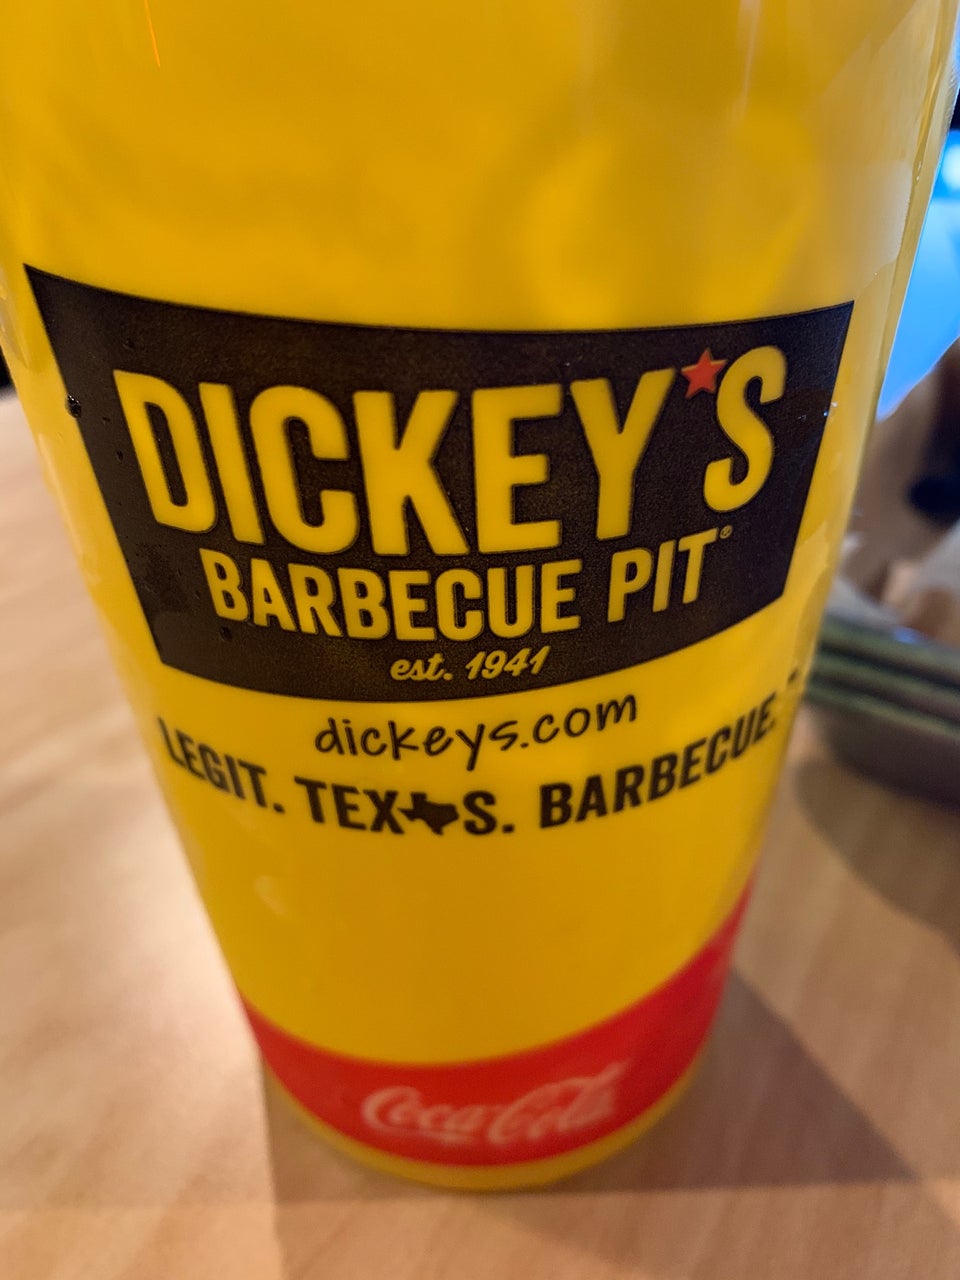 DICKEY'S
BARBECUE PIT®
est. 1941
dickeys.com
LEGIT. TEXAS. BARBECUE.
Coca-Cola